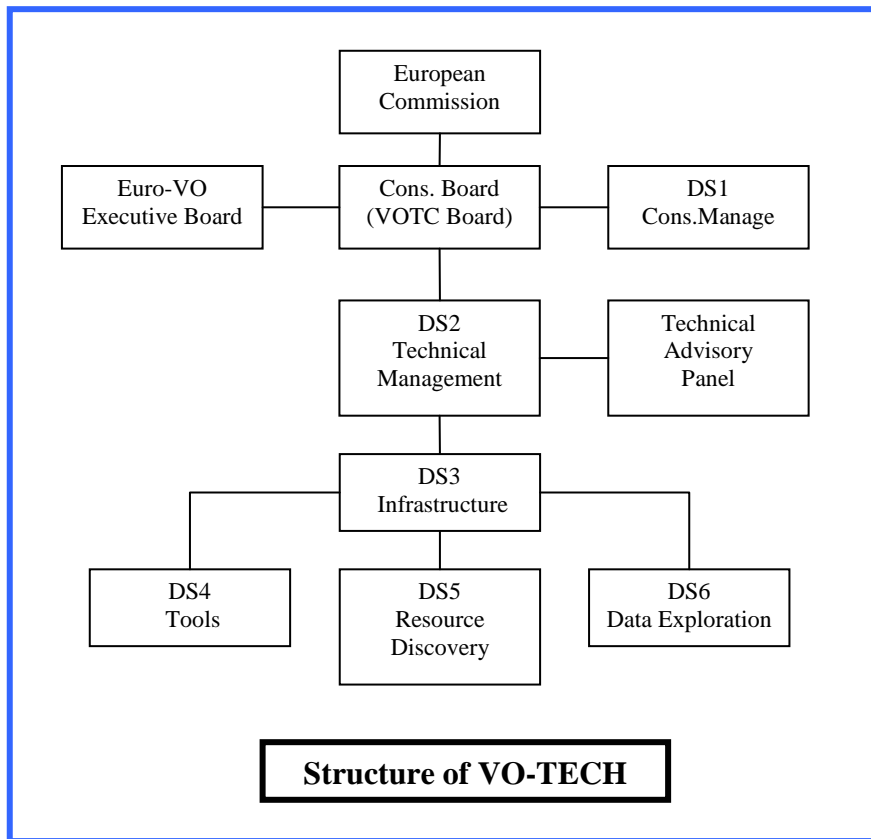 European
Commission
Euro-VO
Executive Board
Cons. Board
(VOTC Board)
DS1
Cons.Manage
DS2
Technical
Management
Technical
Advisory
Panel
DS3
Infrastructure
DS4
Tools
DS5
Resource
Discovery
DS6
Data Exploration
Structure of VO-TECH